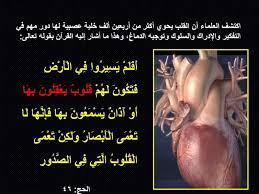 اكتشف العلماء أن القلب يحوي أكثر من أربعين ألف خلية عصبية لها دور مهم في
التفكير والإدراك والسلوك وتوجيه الدماغ، وهذا ما أشار إليه القرآن بقوله تعالى:
أَفَلَمْ يَسِيرُوا فِي الْأَرْضِ
فَتَكُونَ لَهُمْ قُلُوبٌ يَعْقِلُونَ بِهَا
أَوْ آذَانٌ يَسْمَعُونَ بِهَا فَإِنَّهَا لَا
تَعْمَى الْأَبْصَارُ وَلَكِنْ تَعْمَى
الْقُلُوبُ الَّتِي فِي الصُّدُورِ
الحج: ٤٦